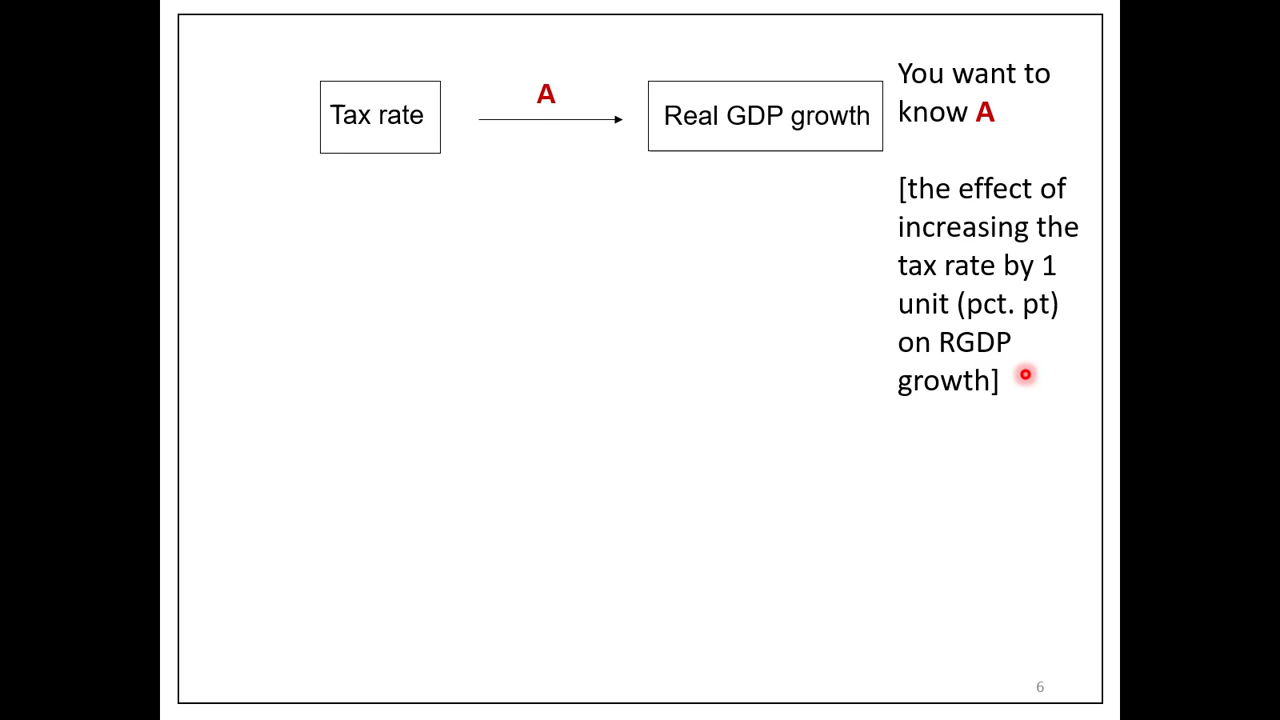 Tax rate
A
Real GDP growth
You want to
know A
[the effect of
increasing the
tax rate by 1
unit (pct. pt)
on RGDP
growth]
6